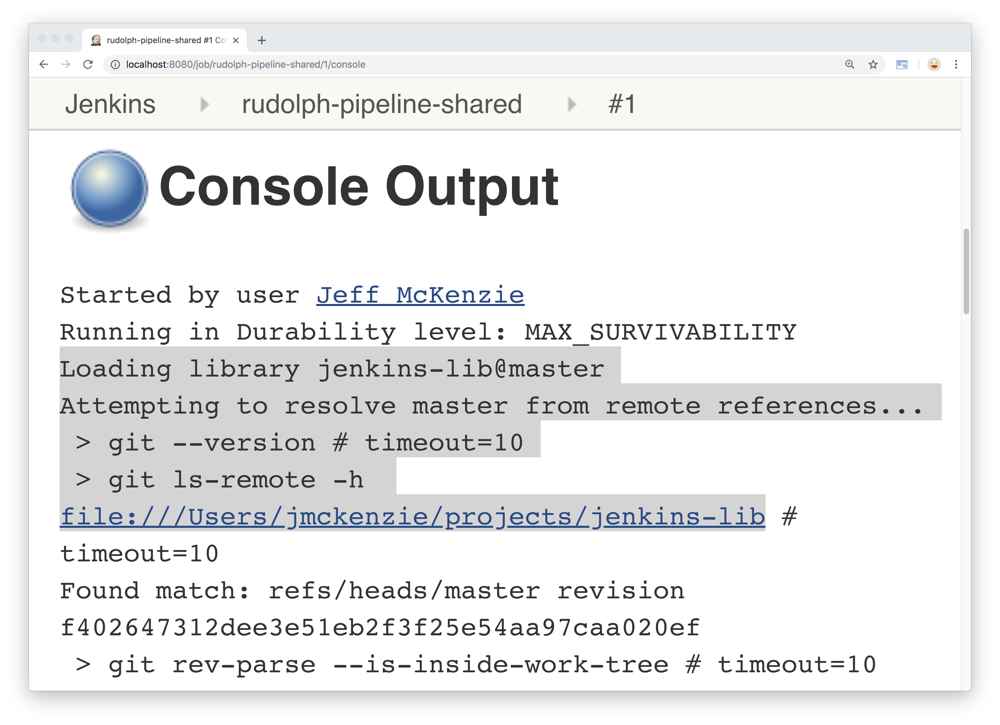 rudolph-pipeline-shared #1 Co
localhost:8080/job/rudolph-pipeline-shared/1/console
Jenkins rudolph-pipeline-shared #1
Console Output
Started by user Jeff McKenzie
Running in Durability level: MAX_SURVIVABILITY
Loading library jenkins-lib@master
Attempting to resolve master from remote references...
> git --version # timeout=10
> git ls-remote -h
file:///Users/jmckenzie/projects/jenkins-lib #
timeout=10
Found match: refs/heads/master revision
f402647312dee3e51eb2f3f25e54aa97caa020ef
> git rev-parse --is-inside-work-tree # timeout=10